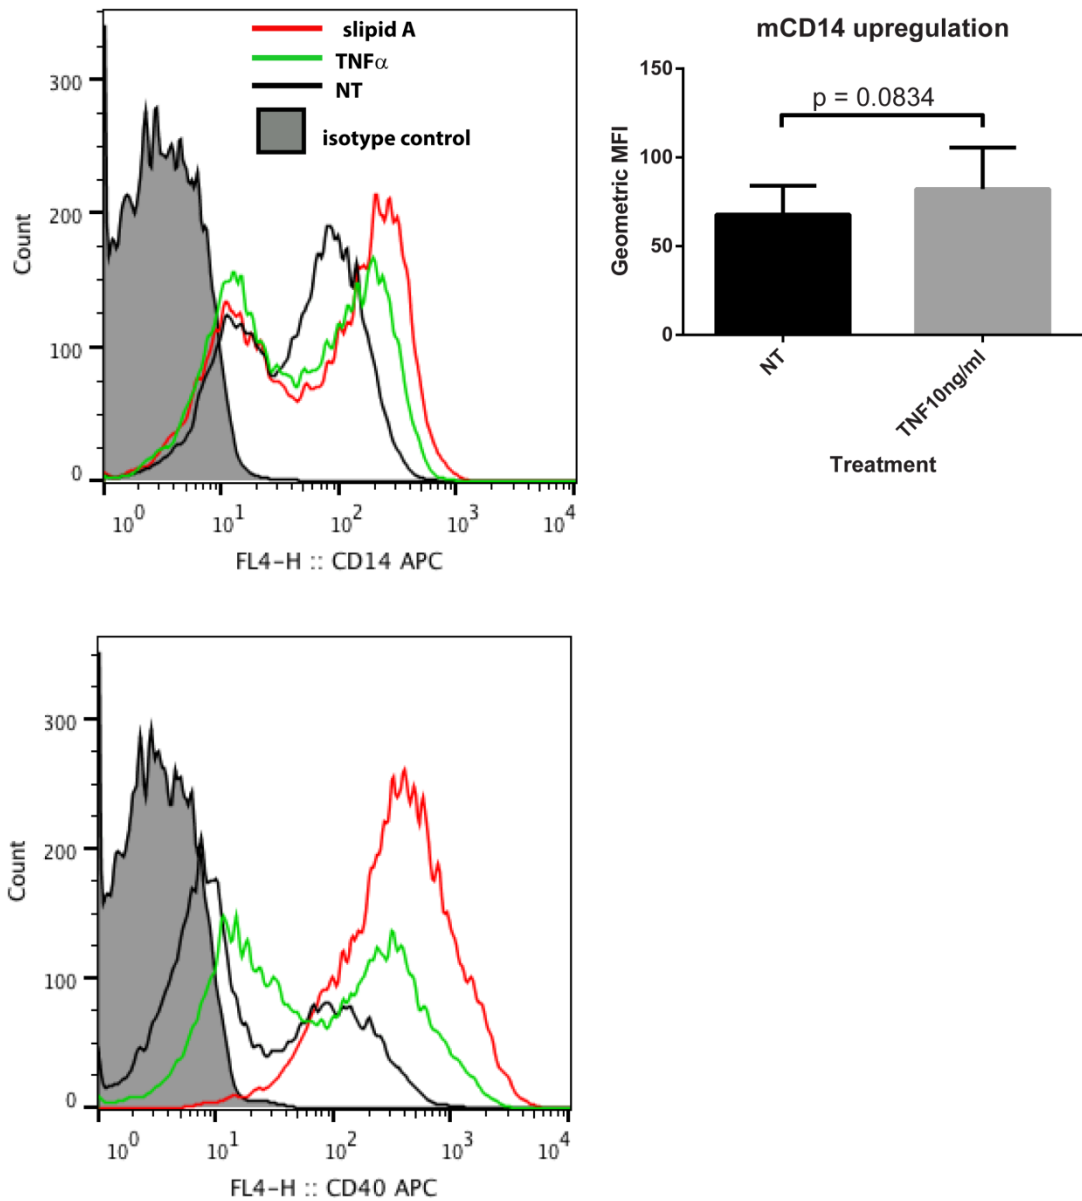 slipid A
TNFα
NT
isotype control
300
200
100
0
Count
10^0 10^1 10^2 10^3 10^4
FL4-H :: CD14 APC
mCD14 upregulation
p = 0.0834
150
100
50
0
Geometric MFI
NT
TNF10ng/ml
Treatment
300
200
100
0
Count
10^0 10^1 10^2 10^3 10^4
FL4-H :: CD40 APC